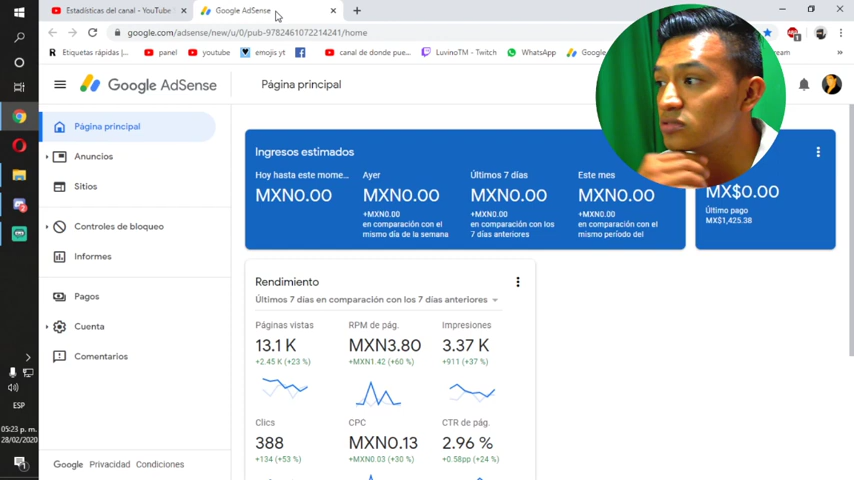 Estadísticas del canal - YouTube
Google AdSense
google.com/adsense/new/u/0/pub-9782461072214241/home
Etiquetas rápidas |...
panel
youtube
emojis yt
canal de donde pue...
LuvinoTM - Twitch
WhatsApp
Google AdSense
Página principal
Página principal
Anuncios
Sitios
Controles de bloqueo
Informes
Pagos
Cuenta
Comentarios
Google Privacidad Condiciones
Ingresos estimados
Hoy hasta este mome...
MXN0.00
Ayer
MXN0.00
+MXN0.00
en comparación con el
mismo día de la semana
Últimos 7 días
MXN0.00
+MXN0.00
en comparación con los
7 días anteriores
Este mes
MXN0.00
+MXN0.00
en comparación con el
mismo período del
MX$0.00
Último pago
MX$1,425.38
Rendimiento
Últimos 7 días en comparación con los 7 días anteriores
Páginas vistas
13.1 K
+2.45 K (+23 %)
RPM de pág.
MXN3.80
+MXN1.42 (+60 %)
Impresiones
3.37 K
+911 (+37 %)
Clics
388
+134 (+53 %)
CPC
MXN0.13
+MXN0.03 (+30 %)
CTR de pág.
2.96 %
+0.58pp (+24 %)
ESP
05:23 p. m.
28/02/2020